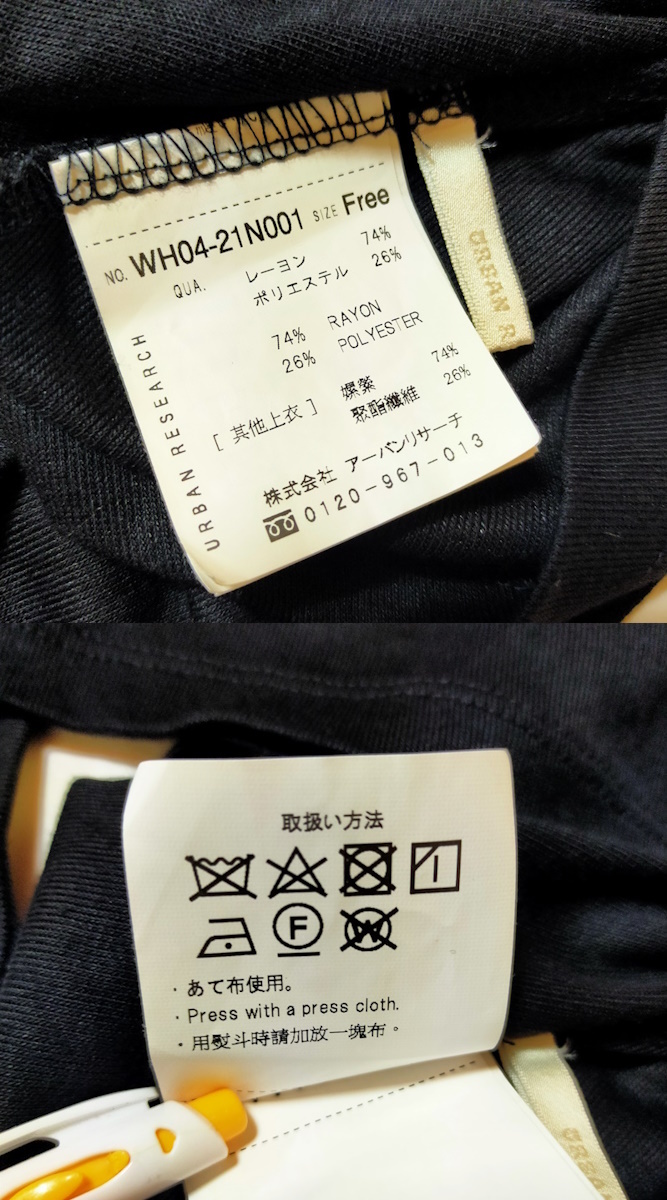 NO. WH04-21N001 SIZE Free
QUA. レーヨン 74%
ポリエステル 26%
74% RAYON
26% POLYESTER
[ 其他上衣 ] 嫘縈 74%
聚酯纖維 26%
株式会社 アーバンリサーチ
0120-967-013
URBAN RESEARCH
URBAN R
取扱い方法
F
W
・あて布使用。
・Press with a press cloth.
・用熨斗時請加放一塊布。